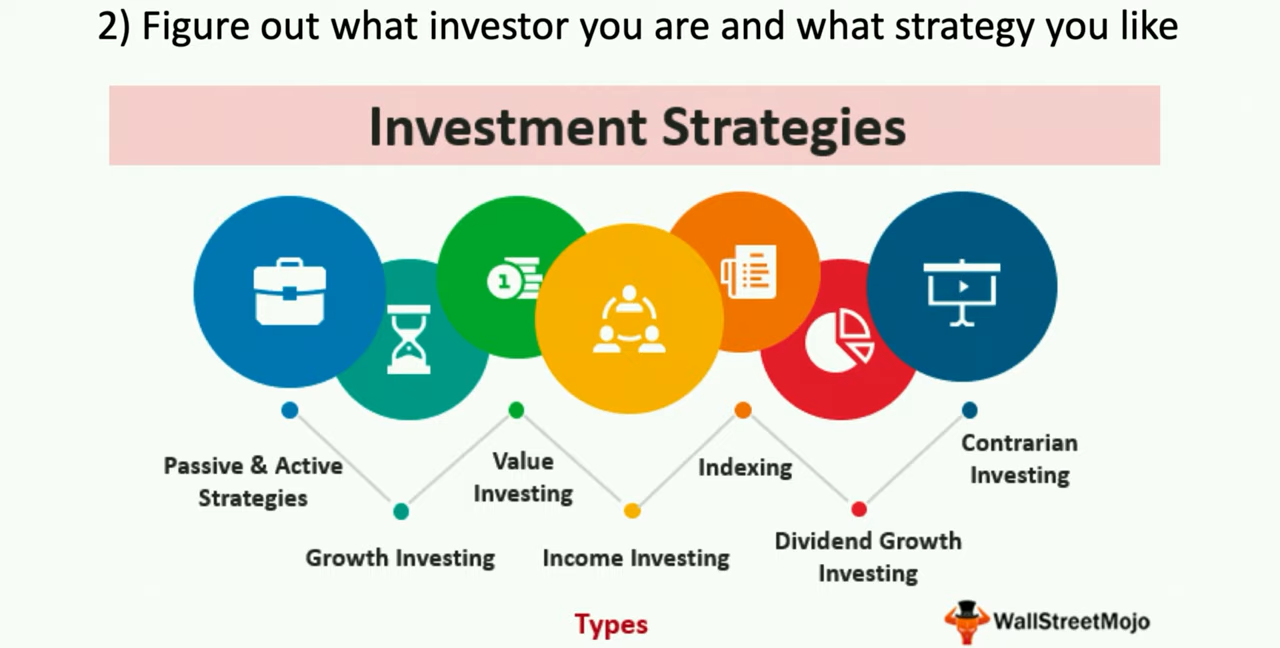 2) Figure out what investor you are and what strategy you like
Investment Strategies
1
Passive & Active
Strategies
Growth Investing
Value
Investing
Income Investing
Indexing
Dividend Growth
Investing
Contrarian
Investing
Types
WallStreetMojo